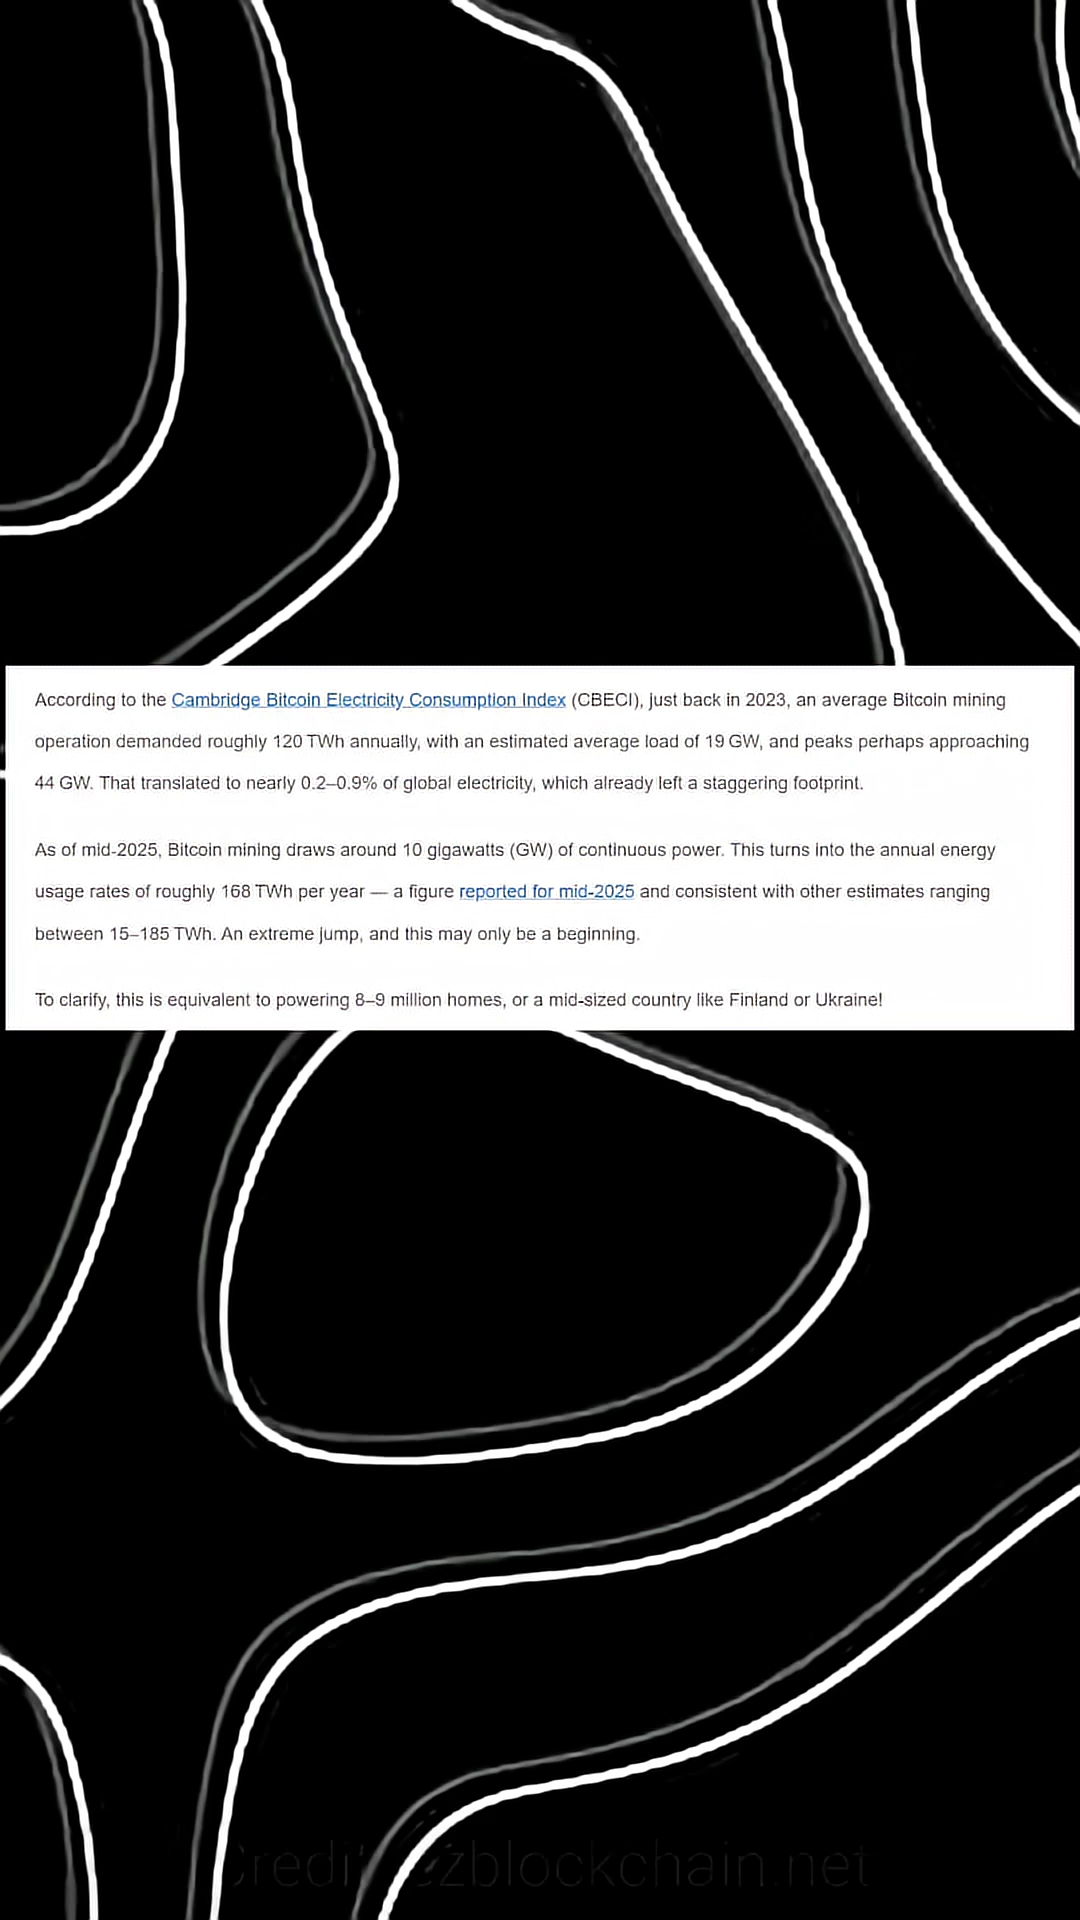 According to the Cambridge Bitcoin Electricity Consumption Index (CBECI), just back in 2023, an average Bitcoin mining
operation demanded roughly 120 TWh annually, with an estimated average load of 19 GW, and peaks perhaps approaching
44 GW. That translated to nearly 0.2–0.9% of global electricity, which already left a staggering footprint.
As of mid-2025, Bitcoin mining draws around 10 gigawatts (GW) of continuous power. This turns into the annual energy
usage rates of roughly 168 TWh per year — a figure reported for mid-2025 and consistent with other estimates ranging
between 15–185 TWh. An extreme jump, and this may only be a beginning.
To clarify, this is equivalent to powering 8–9 million homes, or a mid-sized country like Finland or Ukraine!